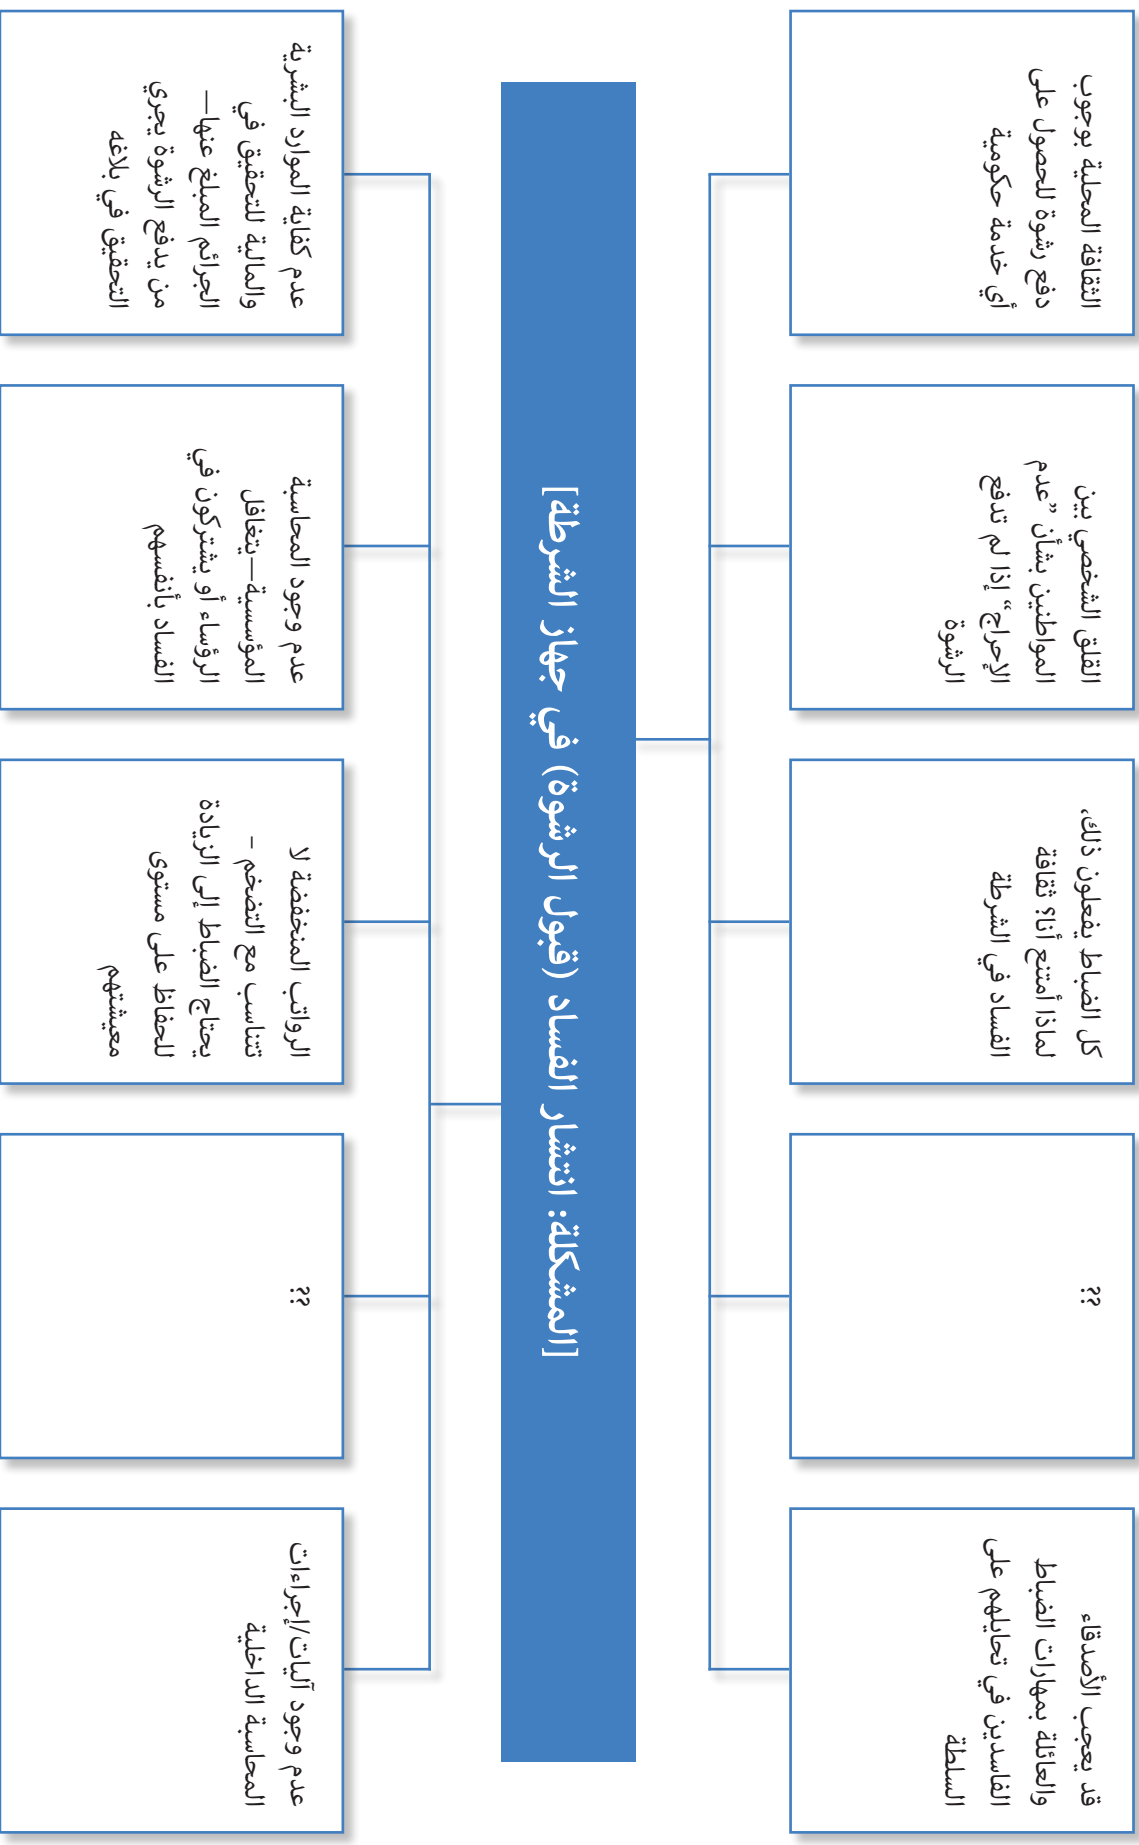 قد يعجب الأصدقاء
والعائلة بمهارات الضباط
الفاسدين في تحايلهم على
السلطة
??
كل الضباط يفعلون ذلك،
لماذا أمتنع أنا؟ ثقافة
الفساد في الشرطة
القلق الشخصي بين
المواطنين بشأن ”عدم
الإحراج“ إذا لم تدفع
الرشوة
الثقافة المحلية بوجوب
دفع رشوة للحصول على
أي خدمة حكومية
[المشكلة: انتشار الفساد (قبول الرشوة) في جهاز الشرطة]
عدم وجود آليات/إجراءات
المحاسبة الداخلية
??
الرواتب المنخفضة لا
تتناسب مع التضخم -
يحتاج الضباط إلى الزيادة
للحفاظ على مستوى
معيشتهم
عدم وجود المحاسبة
المؤسسية—يتغافل
الرؤساء أو يشتركون في
الفساد بأنفسهم
عدم كفاية الموارد البشرية
والمالية للتحقيق في
الجرائم المبلغ عنها—
من يدفع الرشوة يجري
التحقيق في بلاغه